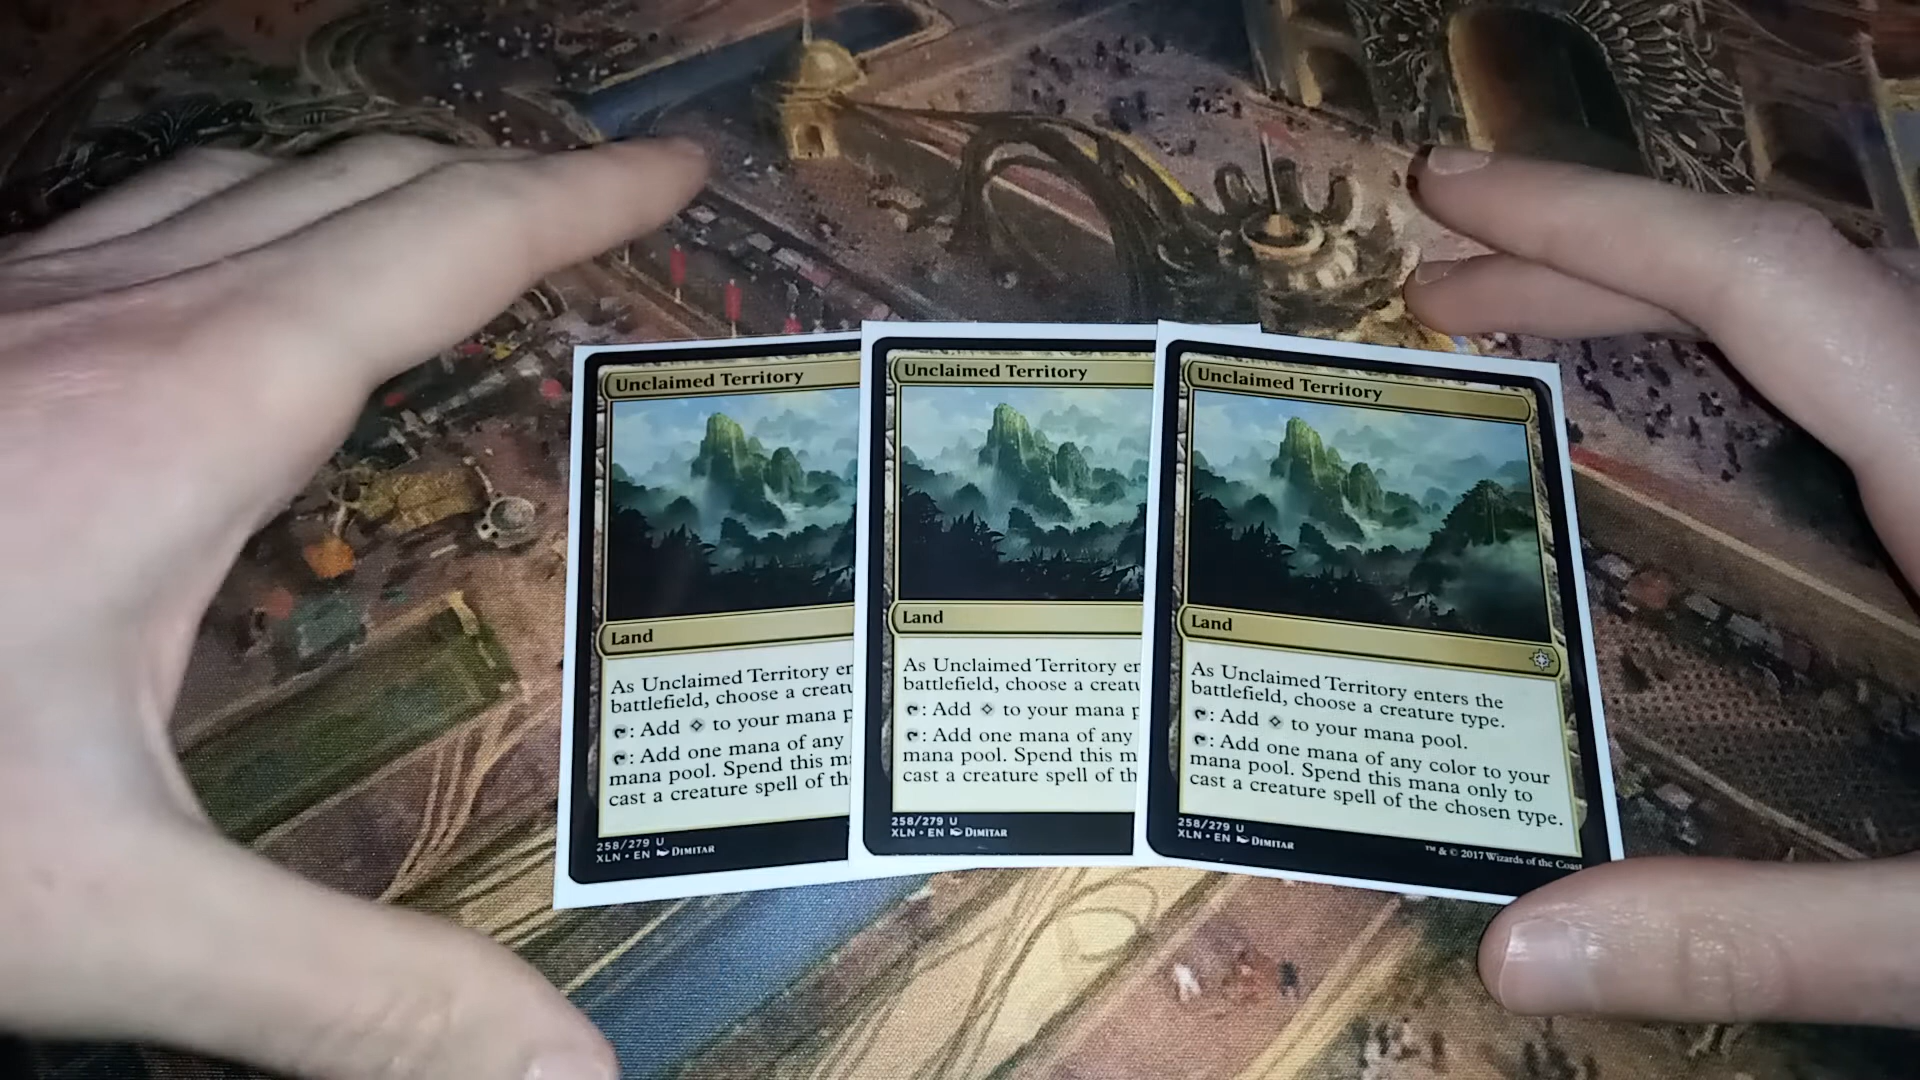 Unclaimed Territory
Land
As Unclaimed Territory en
battlefield, choose a creatu
: Add to your mana p
: Add one mana of any
mana pool. Spend this m
cast a creature spell of th
258/279 U
XLN • EN DIMITAR
Unclaimed Territory
Land
As Unclaimed Territory en
battlefield, choose a creatu
: Add to your mana p
: Add one mana of any
mana pool. Spend this m
cast a creature spell of th
258/279 U
XLN • EN DIMITAR
Unclaimed Territory
Land
As Unclaimed Territory enters the
battlefield, choose a creature type.
: Add to your mana pool.
: Add one mana of any color to your
mana pool. Spend this mana only to
cast a creature spell of the chosen type.
258/279 U
XLN • EN DIMITAR
™ & © 2017 Wizards of the Coast